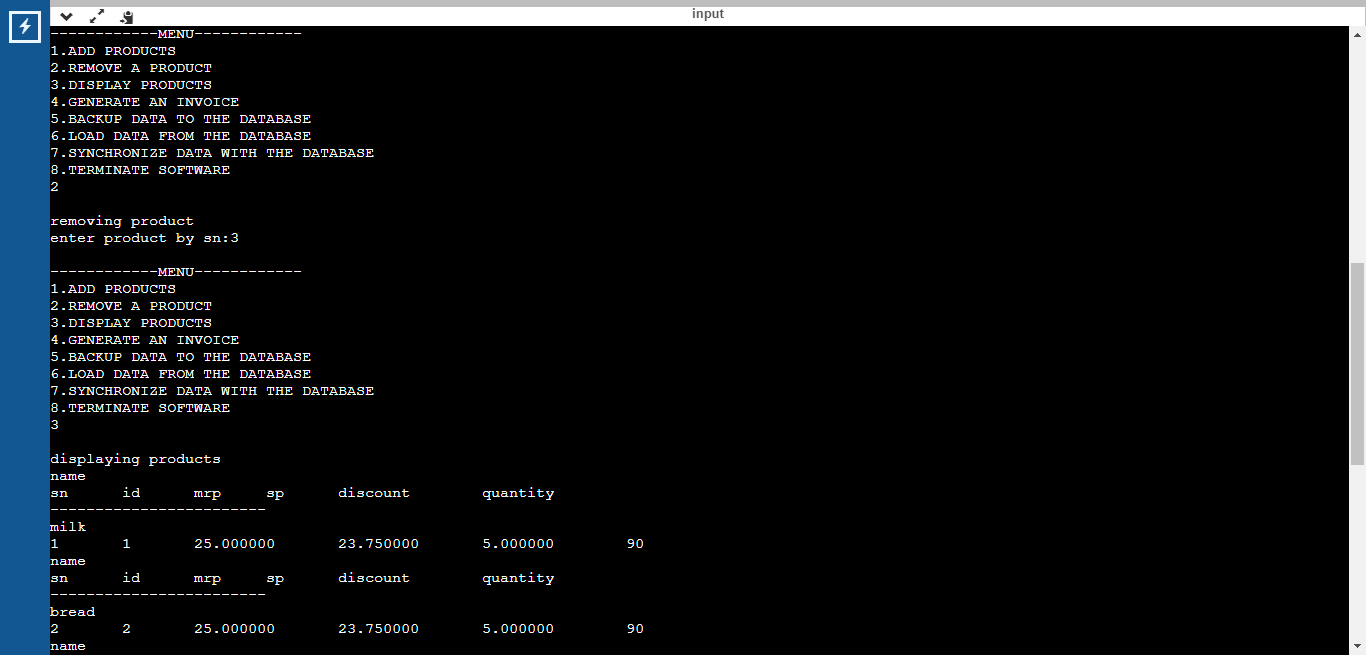 input
------------MENU------------
1.ADD PRODUCTS
2.REMOVE A PRODUCT
3.DISPLAY PRODUCTS
4.GENERATE AN INVOICE
5.BACKUP DATA TO THE DATABASE
6.LOAD DATA FROM THE DATABASE
7.SYNCHRONIZE DATA WITH THE DATABASE
8.TERMINATE SOFTWARE
2
removing product
enter product by sn:3
------------MENU------------
1.ADD PRODUCTS
2.REMOVE A PRODUCT
3.DISPLAY PRODUCTS
4.GENERATE AN INVOICE
5.BACKUP DATA TO THE DATABASE
6.LOAD DATA FROM THE DATABASE
7.SYNCHRONIZE DATA WITH THE DATABASE
8.TERMINATE SOFTWARE
3
displaying products
name
sn id mrp sp discount quantity
------------------------
milk
1 1 25.000000 23.750000 5.000000 90
name
sn id mrp sp discount quantity
------------------------
bread
2 2 25.000000 23.750000 5.000000 90
name